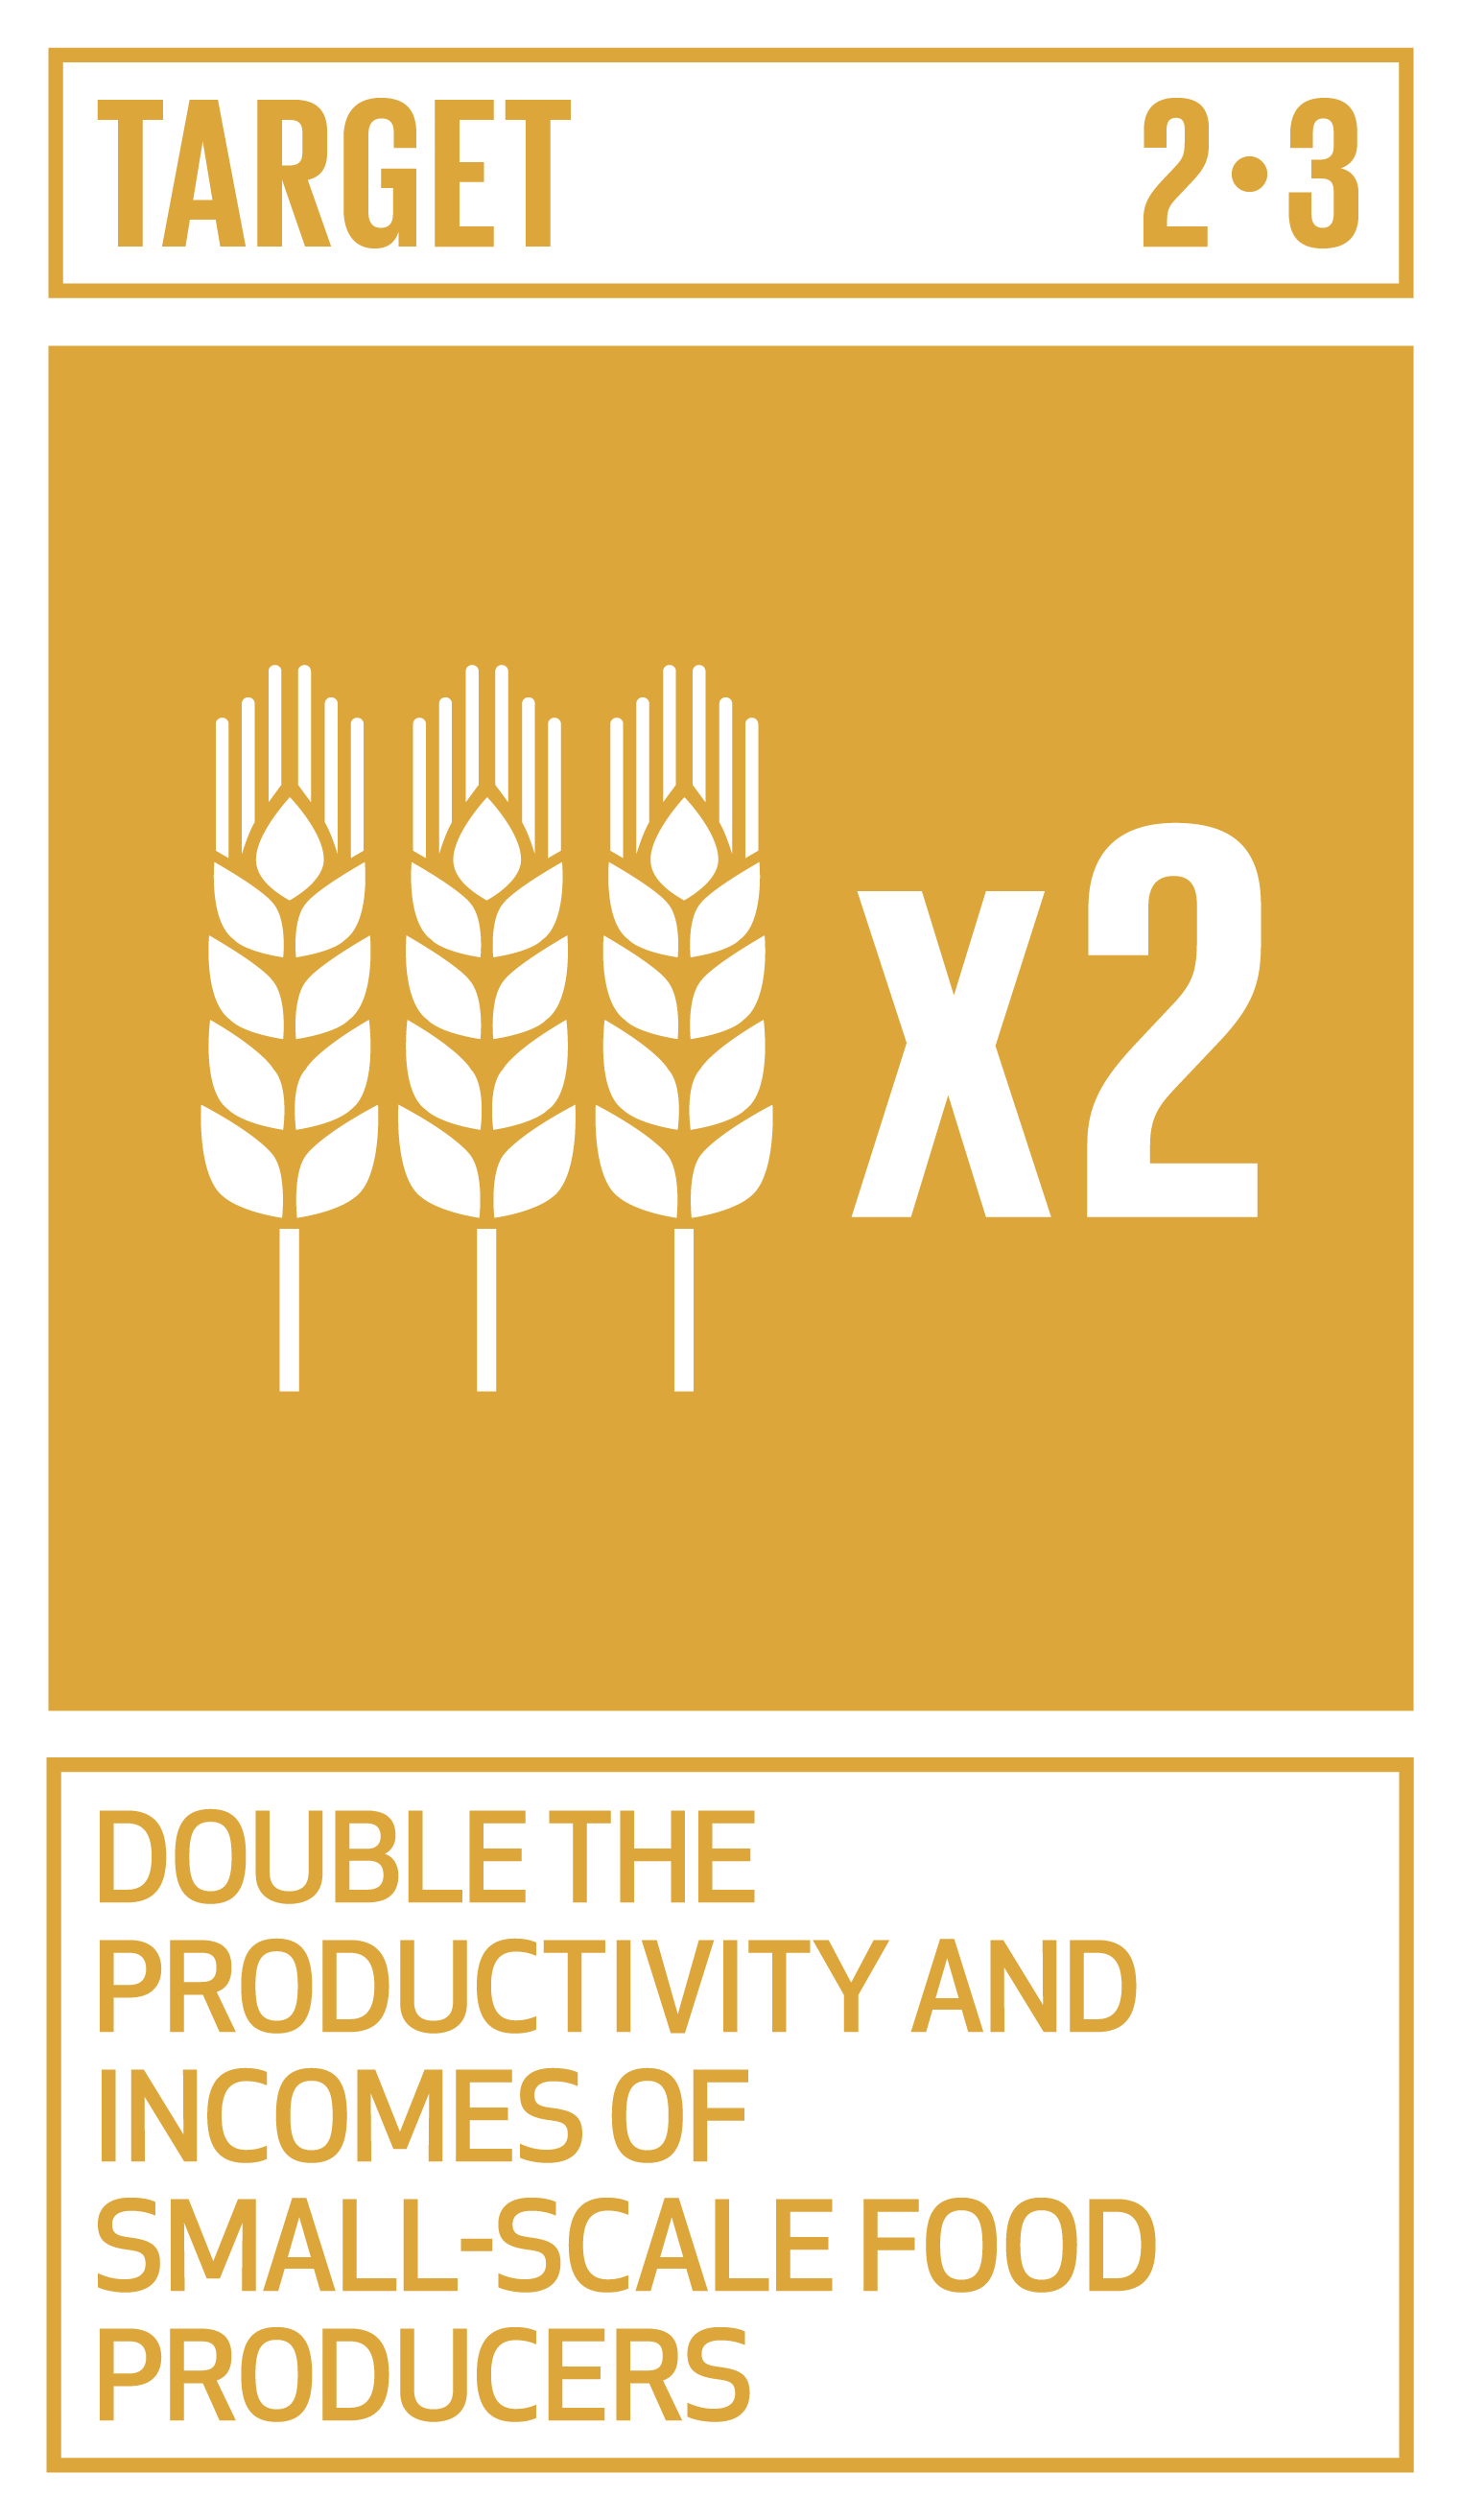 TARGET 2·3
x2
DOUBLE THE
PRODUCTIVITY AND
INCOMES OF
SMALL-SCALE FOOD
PRODUCERS